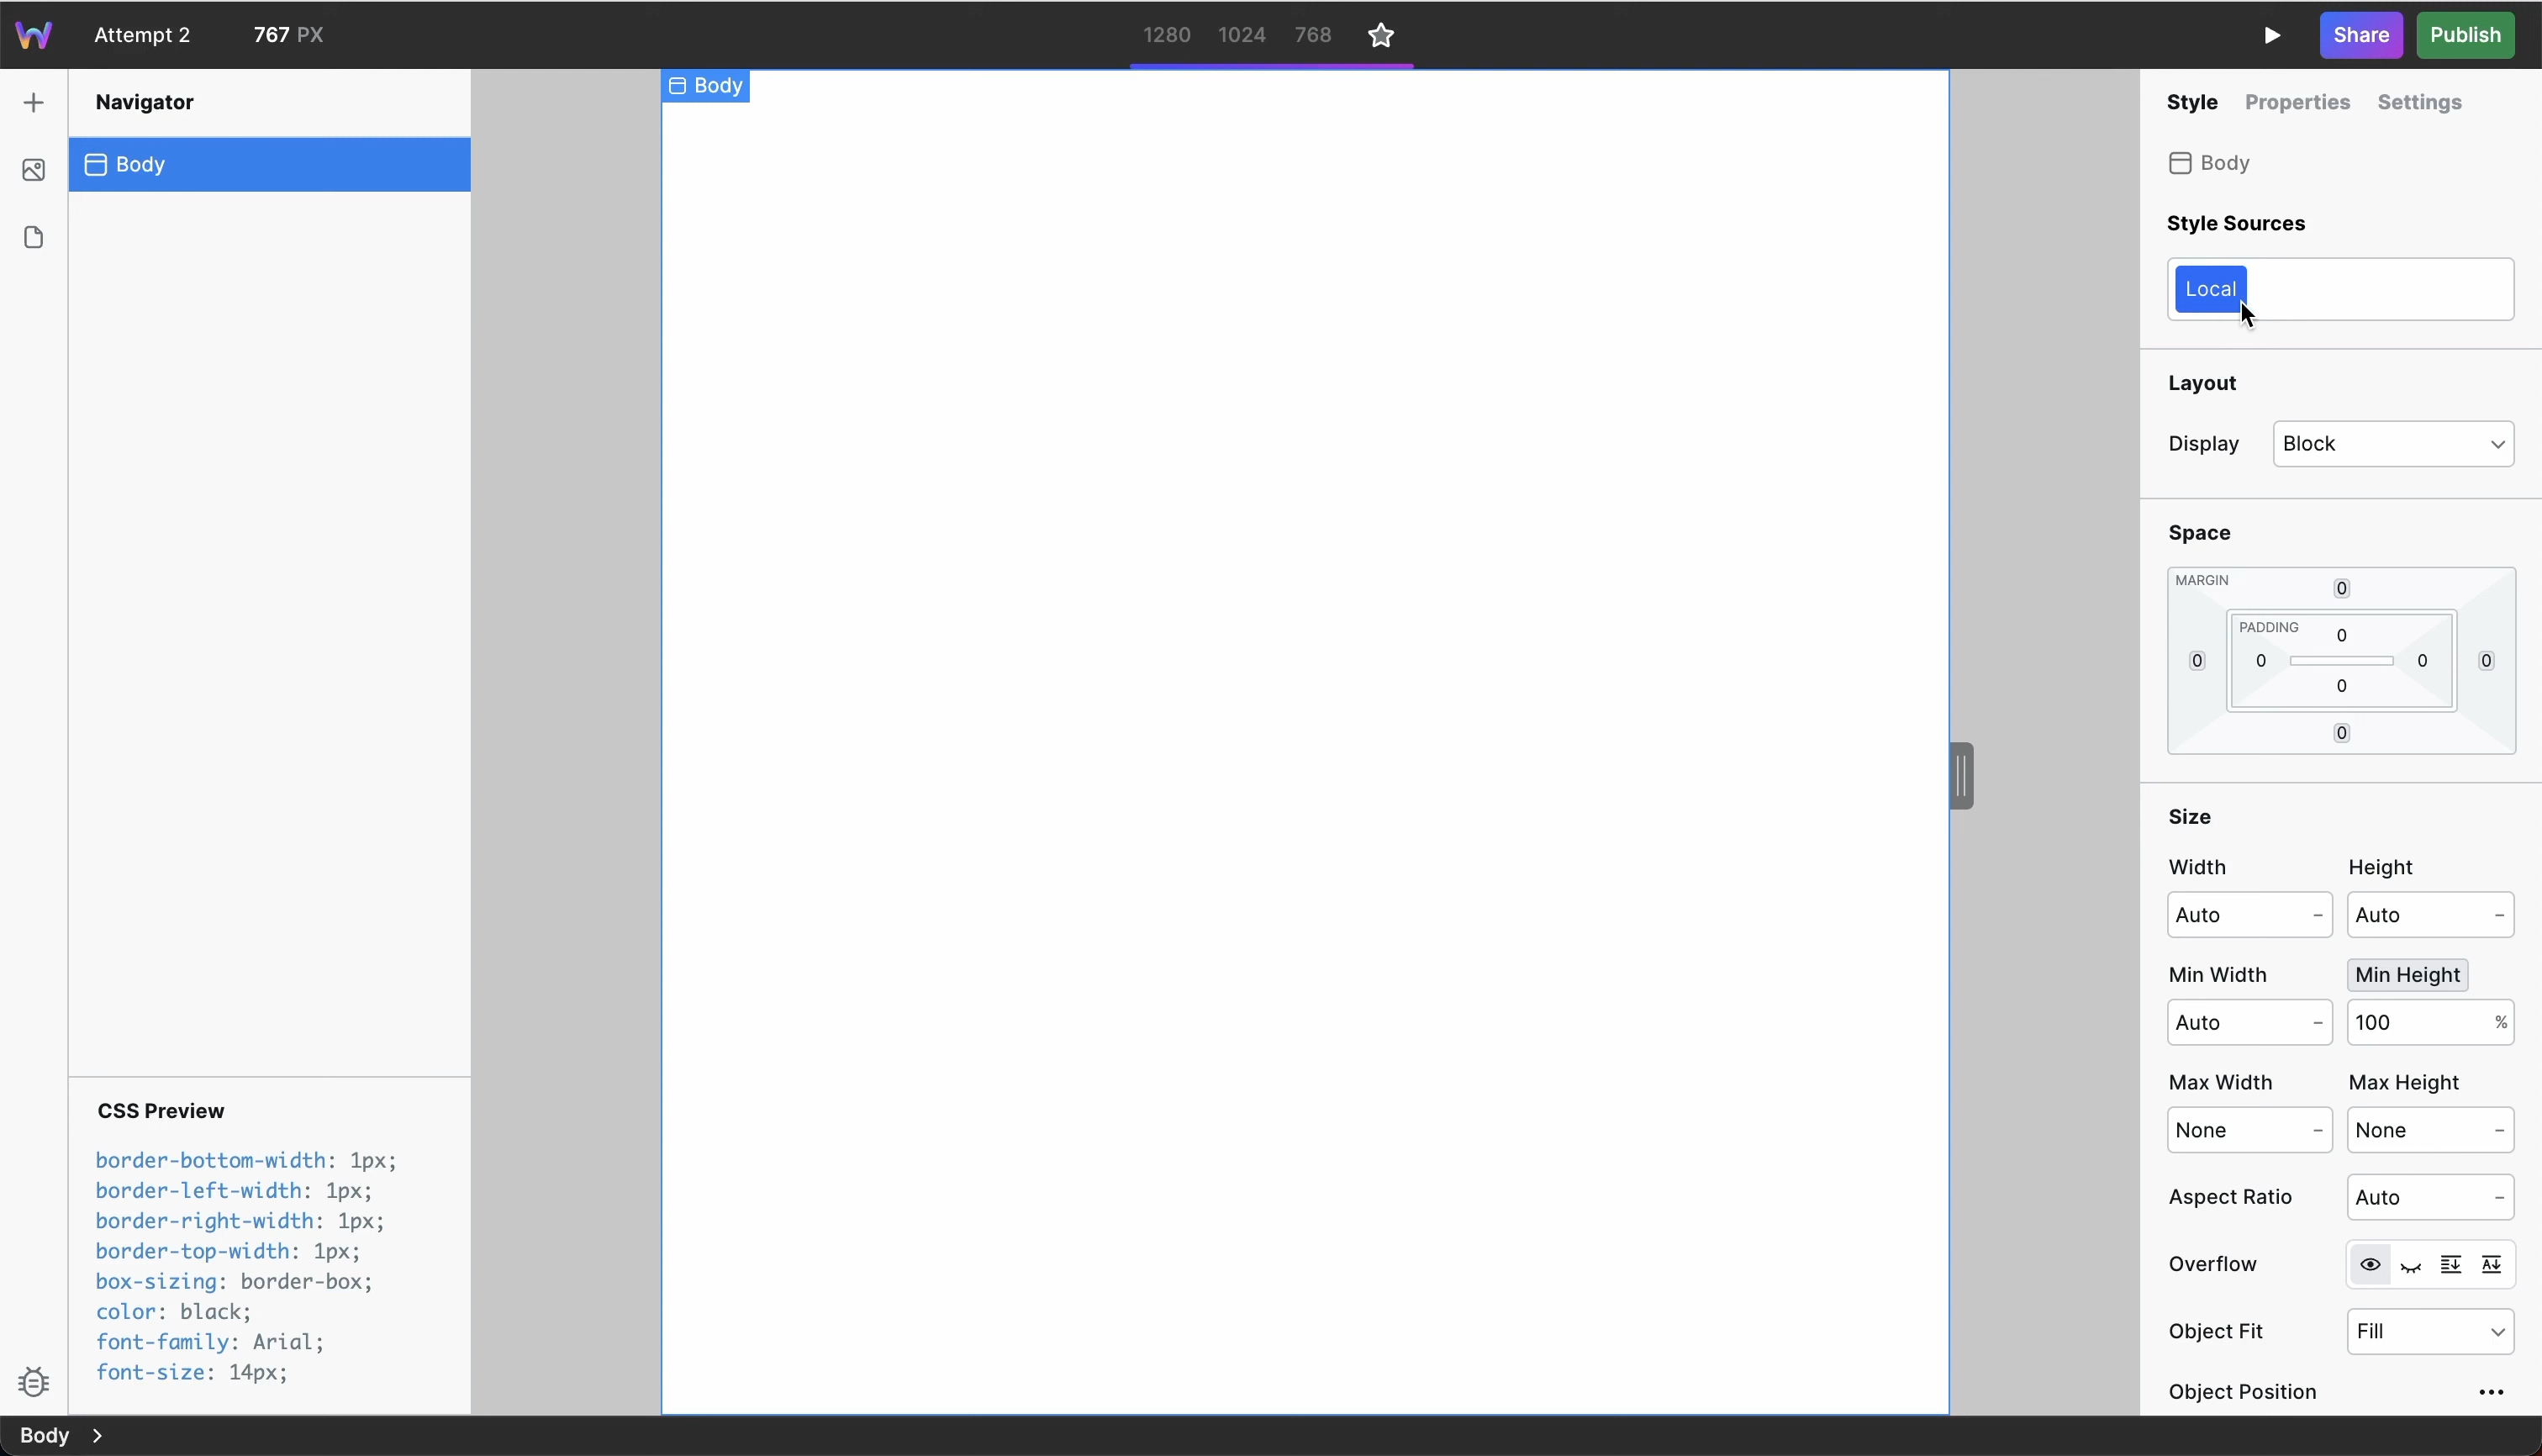 Attempt 2 767 PX 1280 1024 768 Share Publish
Navigator
Body
CSS Preview
border-bottom-width: 1px;
border-left-width: 1px;
border-right-width: 1px;
border-top-width: 1px;
box-sizing: border-box;
color: black;
font-family: Arial;
font-size: 14px;
Body
Style Properties Settings
Body
Style Sources
Local
Layout
Display Block
Space
MARGIN
0
PADDING
0
0 0 0 0
0
0
Size
Width Height
Auto – Auto –
Min Width Min Height
Auto – 100 %
Max Width Max Height
None – None –
Aspect Ratio Auto –
Overflow
Object Fit Fill
Object Position
Body